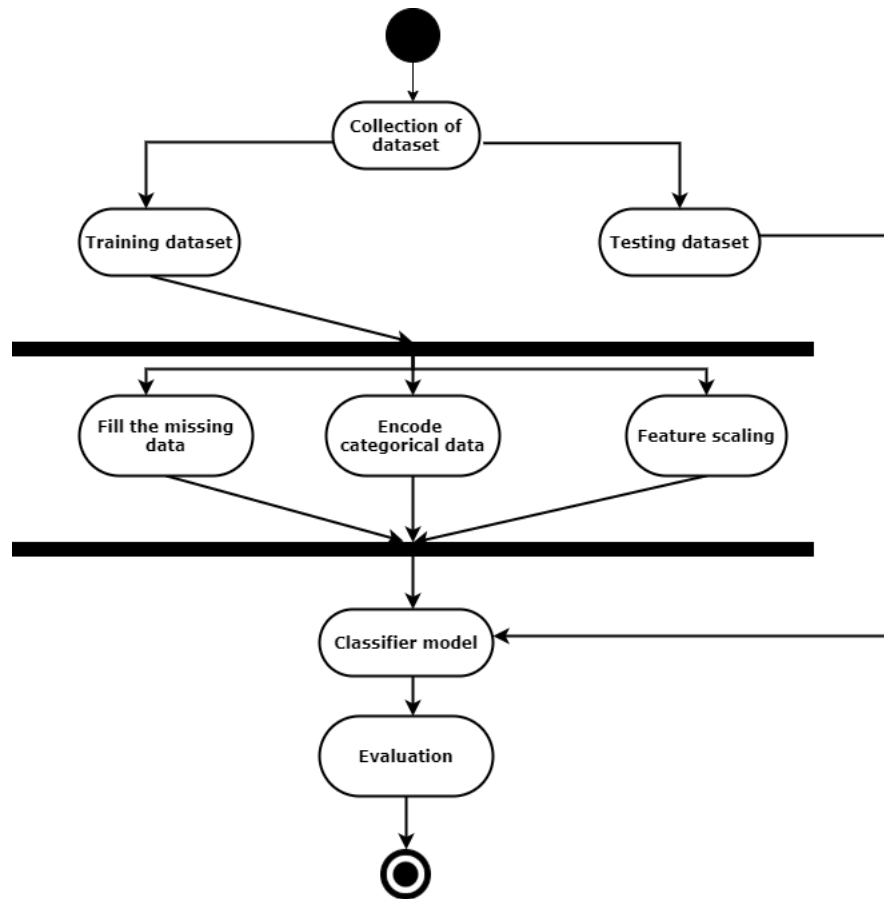 Collection of
dataset
Training dataset
Testing dataset
Fill the missing
data
Encode
categorical data
Feature scaling
Classifier model
Evaluation